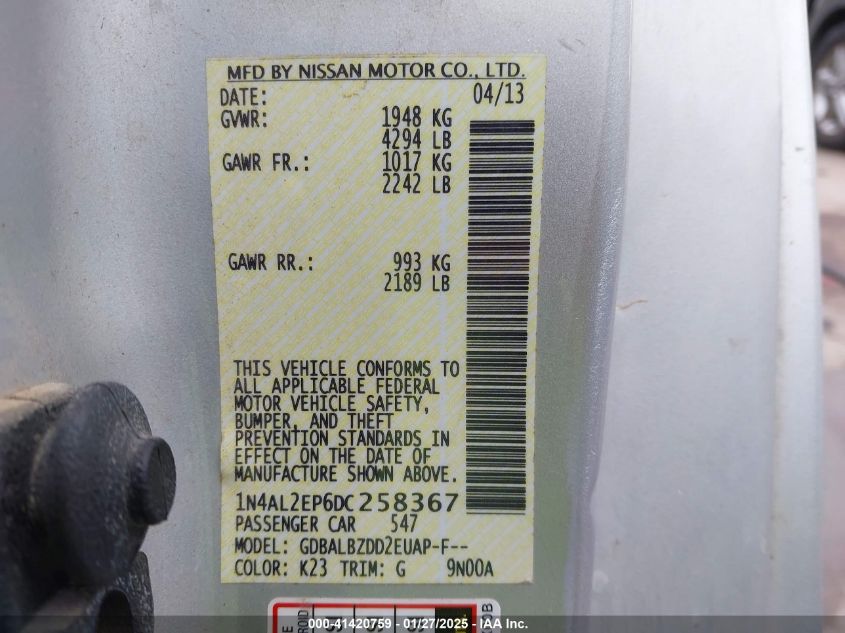 MFD BY NISSAN MOTOR CO., LTD.
DATE: 04/13
GVWR: 1948 KG
4294 LB
GAWR FR.: 1017 KG
2242 LB
GAWR RR.: 993 KG
2189 LB
THIS VEHICLE CONFORMS TO
ALL APPLICABLE FEDERAL
MOTOR VEHICLE SAFETY,
BUMPER, AND THEFT
PREVENTION STANDARDS IN
EFFECT ON THE DATE OF
MANUFACTURE SHOWN ABOVE.
1N4AL2EP6DC258367
PASSENGER CAR 547
MODEL: GDBALBZDD2EUAP-F--
COLOR: K23 TRIM: G 9N00A
000-41420759 — 01/27/2025 - IAA Inc.